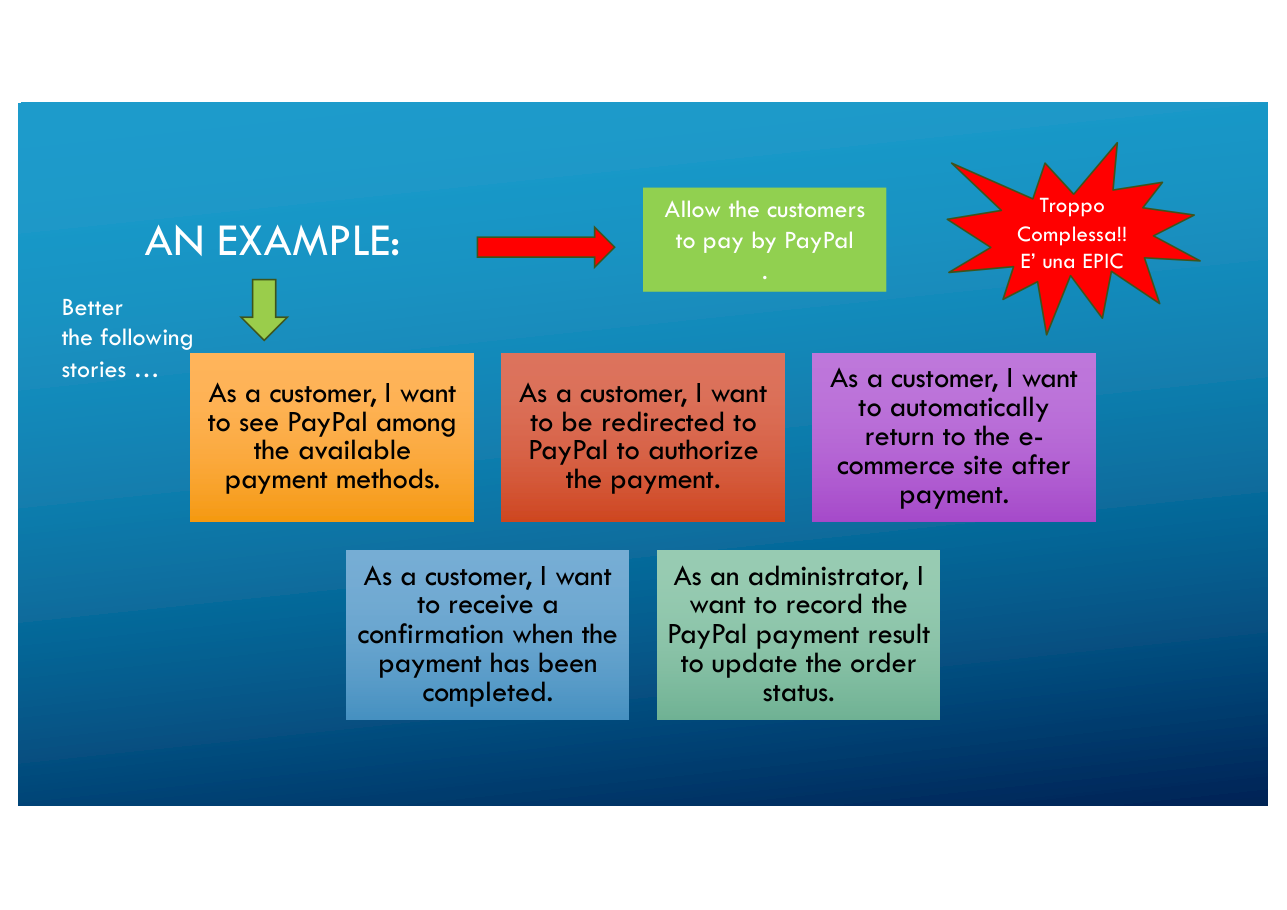 AN EXAMPLE:
Allow the customers
to pay by PayPal
.
Troppo
Complessa!!
E' una EPIC
Better
the following
stories …
As a customer, I want
to see PayPal among
the available
payment methods.
As a customer, I want
to be redirected to
PayPal to authorize
the payment.
As a customer, I want
to automatically
return to the e-
commerce site after
payment.
As a customer, I want
to receive a
confirmation when the
payment has been
completed.
As an administrator, I
want to record the
PayPal payment result
to update the order
status.